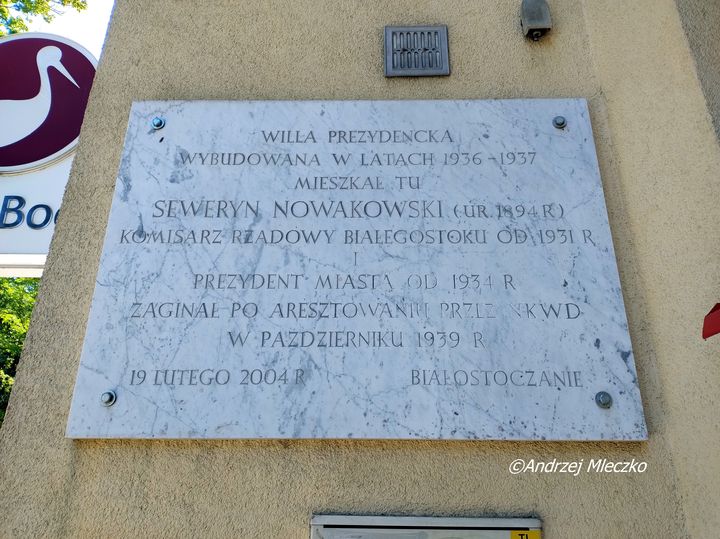 WILLA PREZYDENCKA
WYBUDOWANA W LATACH 1936-1937
MIESZKAŁ TU
SEWERYN NOWAKOWSKI (UR. 1894 R.)
KOMISARZ RZĄDOWY BIAŁEGOSTOKU OD 1931 R.
I
PREZYDENT MIASTA OD 1934 R.
ZAGINĄŁ PO ARESZTOWANIU PRZEZ NKWD
W PAŹDZIERNIKU 1939 R.
19 LUTEGO 2004 R. BIAŁOSTOCZANIE
©Andrzej Mleczko